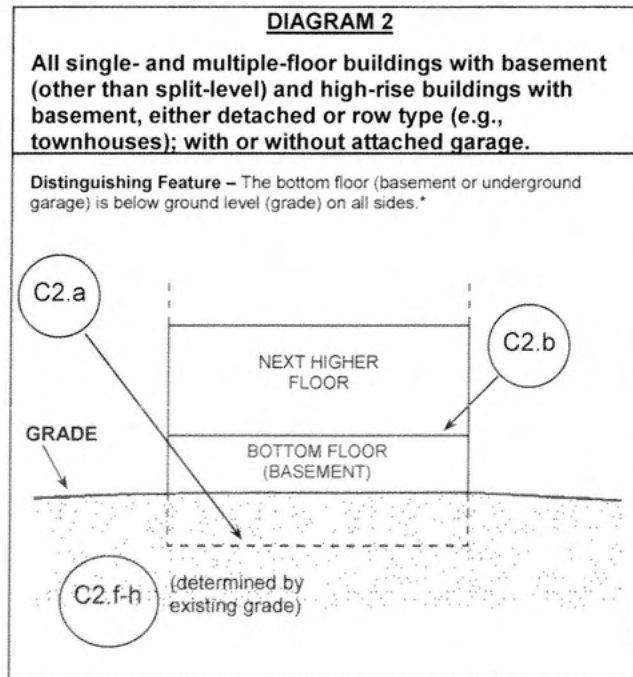 DIAGRAM 2
All single- and multiple-floor buildings with basement
(other than split-level) and high-rise buildings with
basement, either detached or row type (e.g.,
townhouses); with or without attached garage.
Distinguishing Feature – The bottom floor (basement or underground
garage) is below ground level (grade) on all sides.*
C2.a
C2.b
NEXT HIGHER
FLOOR
GRADE
BOTTOM FLOOR
(BASEMENT)
C2.f-h
(determined by
existing grade)